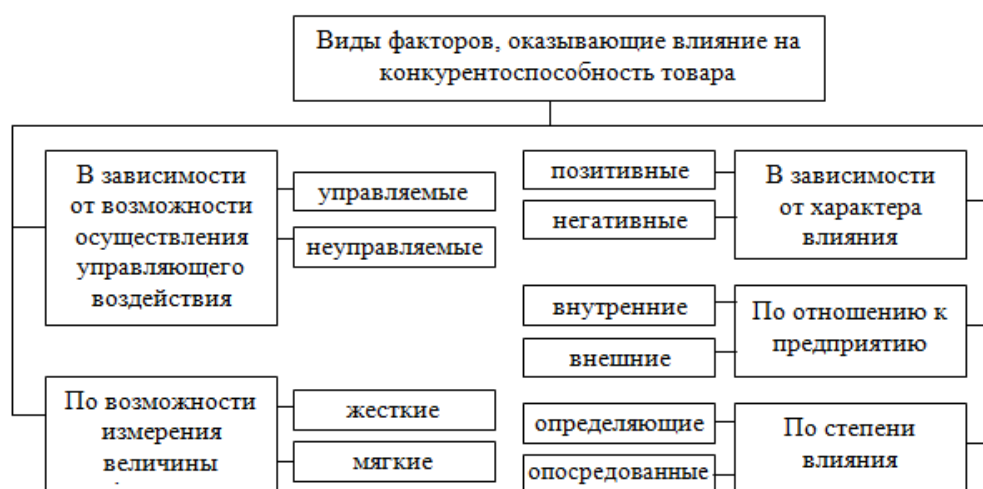 Виды факторов, оказывающие влияние на
конкурентоспособность товара
В зависимости
от возможности
осуществления
управляющего
воздействия
управляемые
неуправляемые
По возможности
измерения
величины
жесткие
мягкие
позитивные
негативные
В зависимости
от характера
влияния
внутренние
внешние
По отношению к
предприятию
определяющие
опосредованные
По степени
влияния